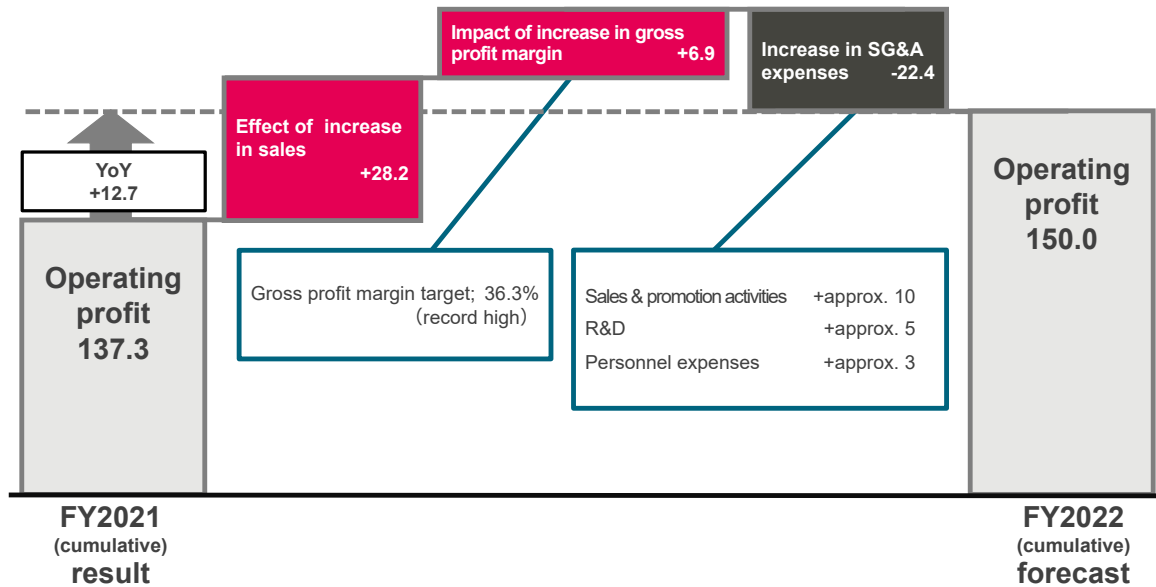 Impact of increase in gross
profit margin +6.9
Increase in SG&A
expenses -22.4
Effect of increase
in sales
+28.2
YoY
+12.7
Operating
profit
137.3
Operating
profit
150.0
Gross profit margin target; 36.3%
（record high）
Sales & promotion activities +approx. 10
R&D +approx. 5
Personnel expenses +approx. 3
FY2021
(cumulative)
result
FY2022
(cumulative)
forecast